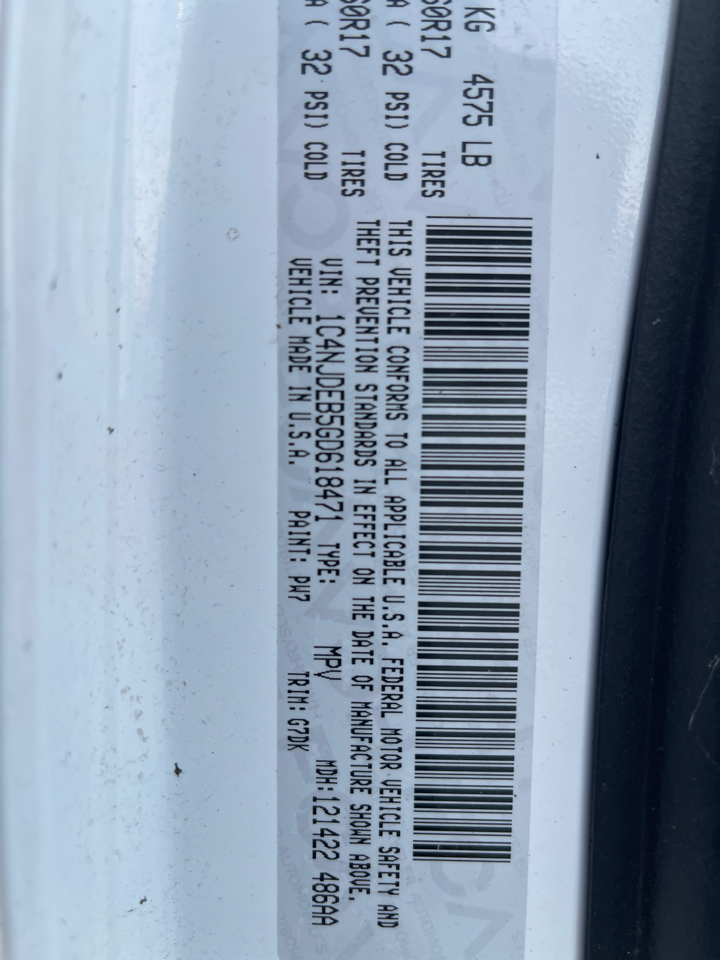 KG 4575 LB
60R17 TIRES
A ( 32 PSI) COLD
60R17 TIRES
A ( 32 PSI) COLD
THIS VEHICLE CONFORMS TO ALL APPLICABLE U.S.A. FEDERAL MOTOR VEHICLE SAFETY AND
THEFT PREVENTION STANDARDS IN EFFECT ON THE DATE OF MANUFACTURE SHOWN ABOVE.
VIN: 1C4NJDEB5GD618471 TYPE: MPV MDH:121422 486AA
VEHICLE MADE IN U.S.A. PAINT: PW7 TRIM: G7DK